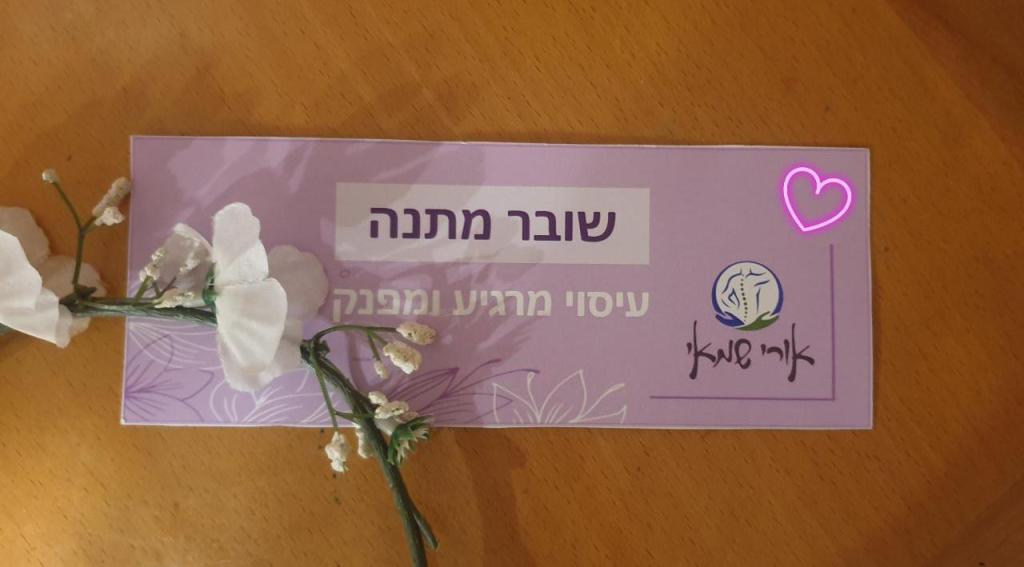 שובר מתנה
עיסוי מרגיע ומפנק
אורי שמאי